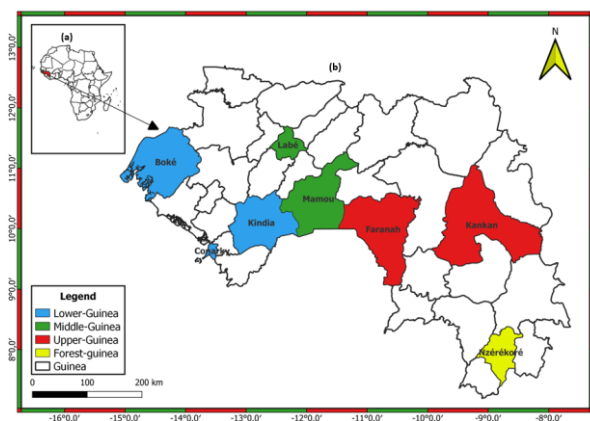 (a)
(b)
N
Boké
Labé
Mamou
Kindia
Conakry
Faranah
Kankan
Nzérékoré
Legend
Lower-Guinea
Middle-Guinea
Upper-Guinea
Forest-guinea
Guinea
0 100 200 km
13°0.0'
12°0.0'
11°0.0'
10°0.0'
9°0.0'
8°0.0'
-16°0.0' -15°0.0' -14°0.0' -13°0.0' -12°0.0' -11°0.0' -10°0.0' -9°0.0' -8°0.0'